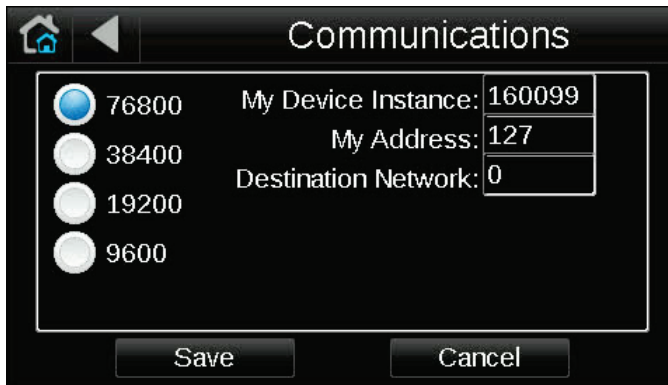 Communications
76800
38400
19200
9600
My Device Instance: 160099
My Address: 127
Destination Network: 0
Save
Cancel